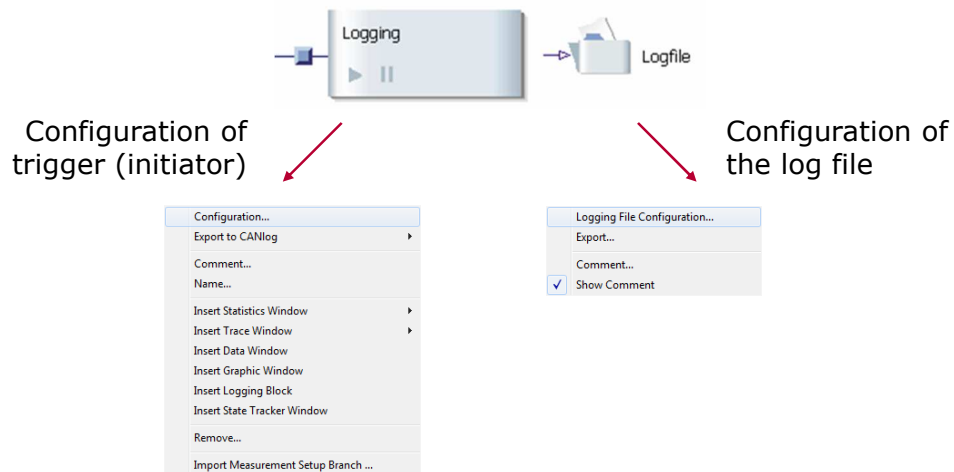 Logging
Logfile
Configuration of
trigger (initiator)
Configuration of
the log file
Configuration...
Export to CANlog
Comment...
Name...
Insert Statistics Window
Insert Trace Window
Insert Data Window
Insert Graphic Window
Insert Logging Block
Insert State Tracker Window
Remove...
Import Measurement Setup Branch ...
Logging File Configuration...
Export...
Comment...
Show Comment